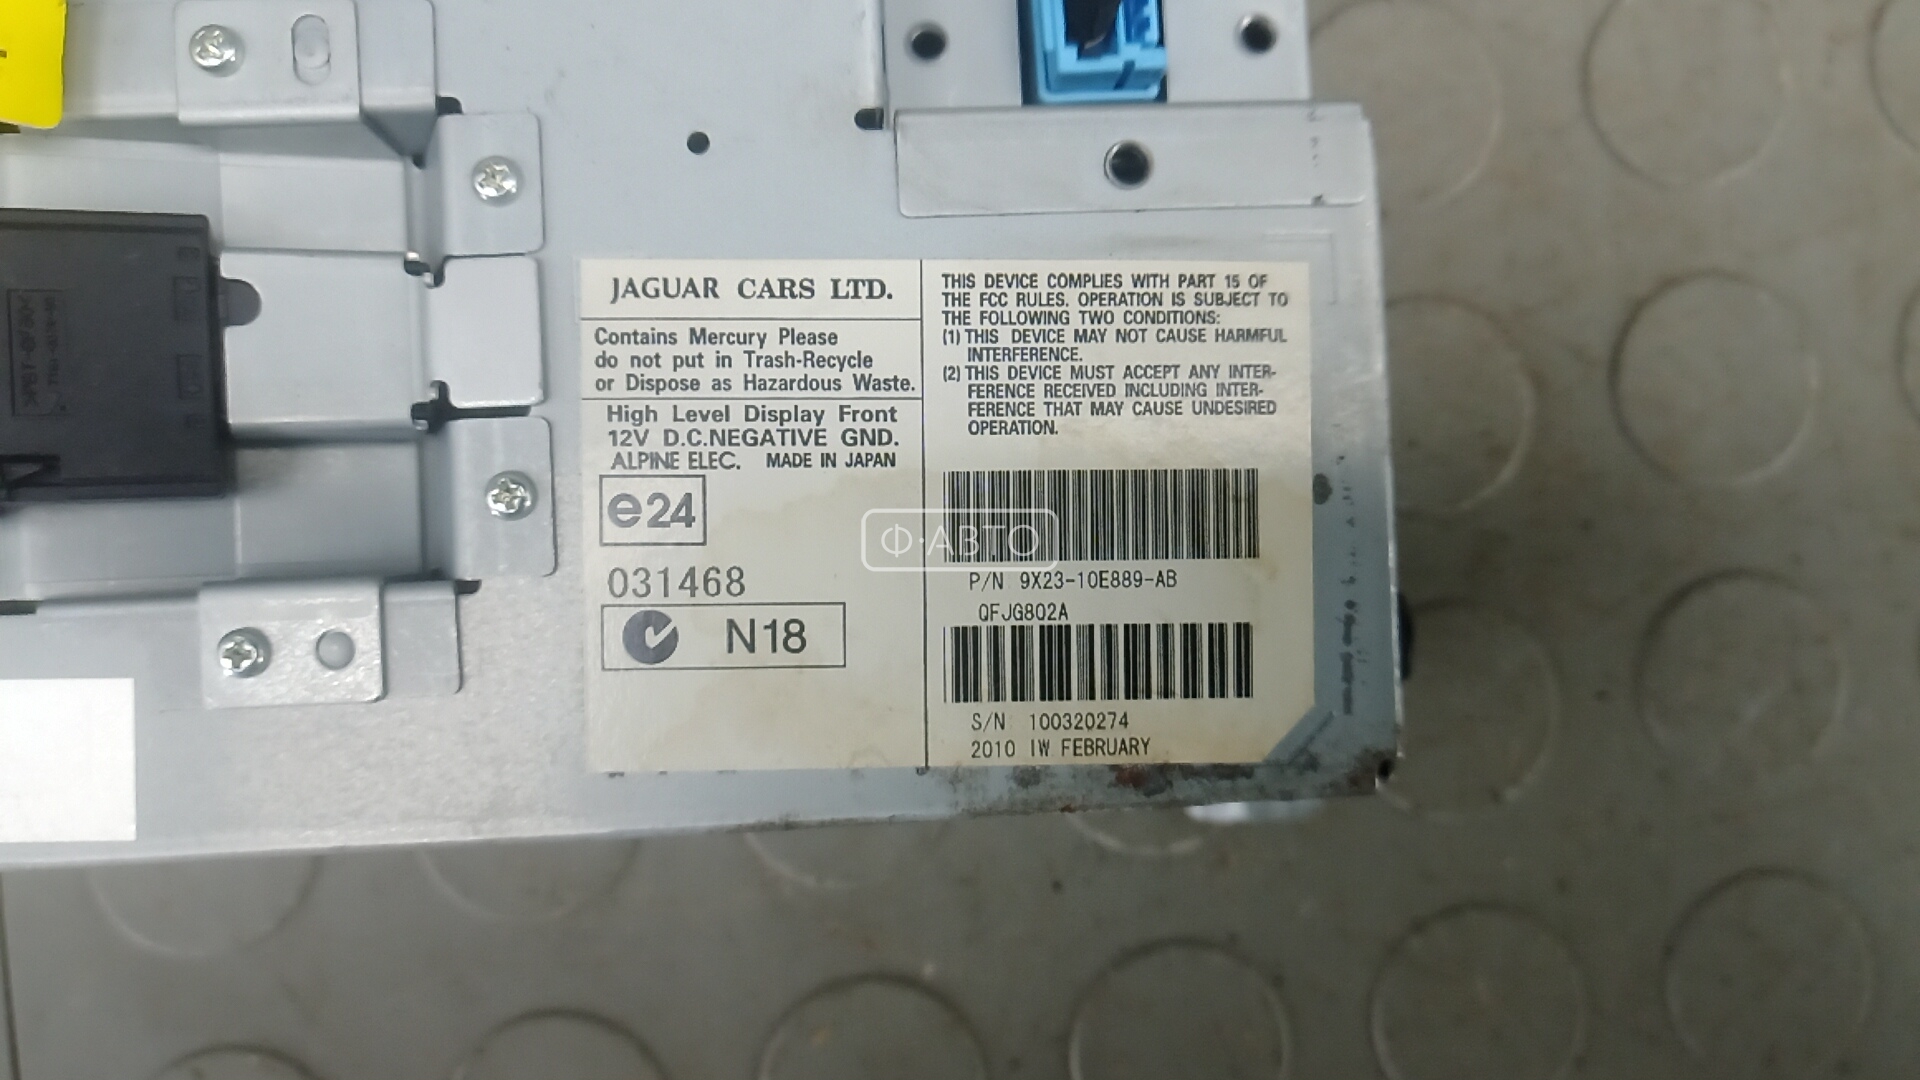 JAGUAR CARS LTD.
Contains Mercury Please
do not put in Trash-Recycle
or Dispose as Hazardous Waste.
High Level Display Front
12V D.C.NEGATIVE GND.
ALPINE ELEC. MADE IN JAPAN
e24
031468
N18
THIS DEVICE COMPLIES WITH PART 15 OF
THE FCC RULES. OPERATION IS SUBJECT TO
THE FOLLOWING TWO CONDITIONS:
(1) THIS DEVICE MAY NOT CAUSE HARMFUL
INTERFERENCE.
(2) THIS DEVICE MUST ACCEPT ANY INTER-
FERENCE RECEIVED INCLUDING INTER-
FERENCE THAT MAY CAUSE UNDESIRED
OPERATION.
P/N 9X23-10E889-AB
QFJG802A
S/N 100320274
2010 1W FEBRUARY
Ф·АВТО